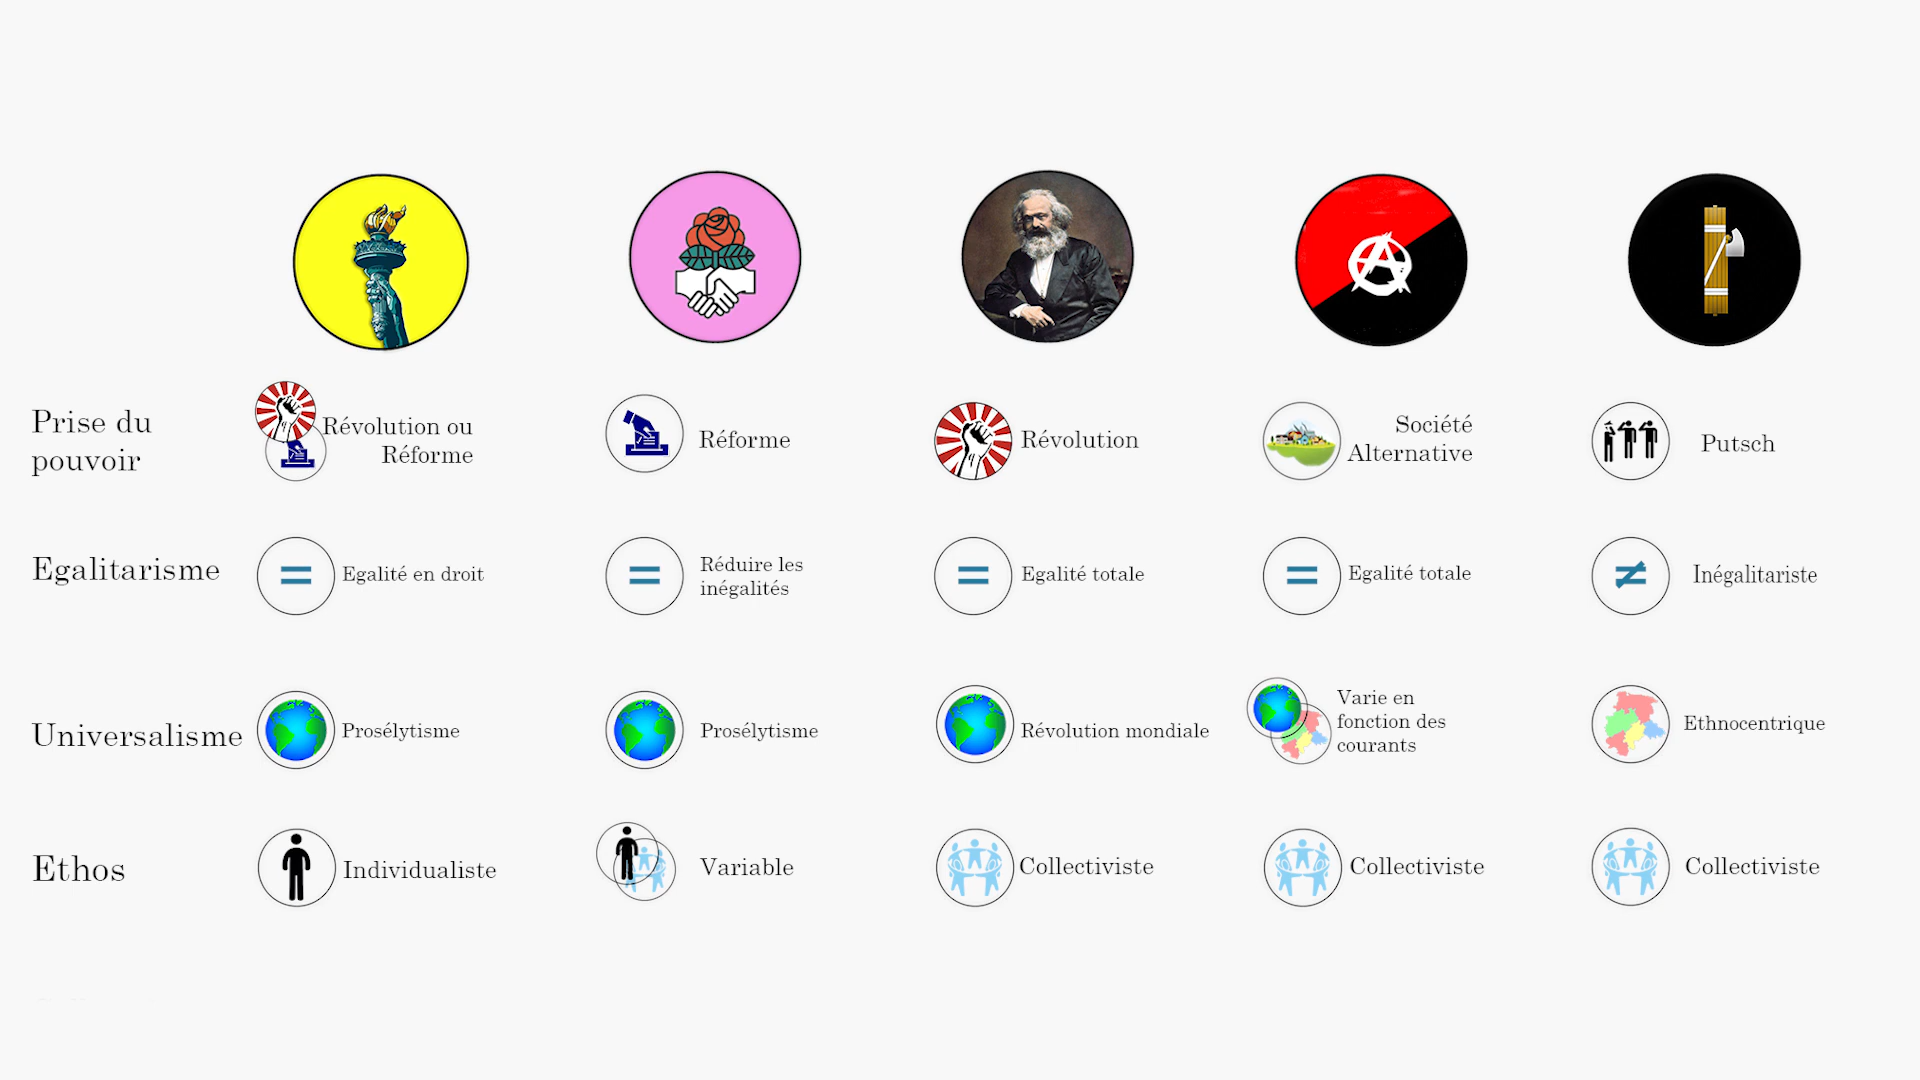 Prise du
pouvoir
Révolution ou
Réforme
Réforme
Révolution
Société
Alternative
Putsch
Egalitarisme
Egalité en droit
Réduire les
inégalités
Egalité totale
Egalité totale
Inégalitariste
Universalisme
Prosélytisme
Prosélytisme
Révolution mondiale
Varie en
fonction des
courants
Ethnocentrique
Ethos
Individualiste
Variable
Collectiviste
Collectiviste
Collectiviste